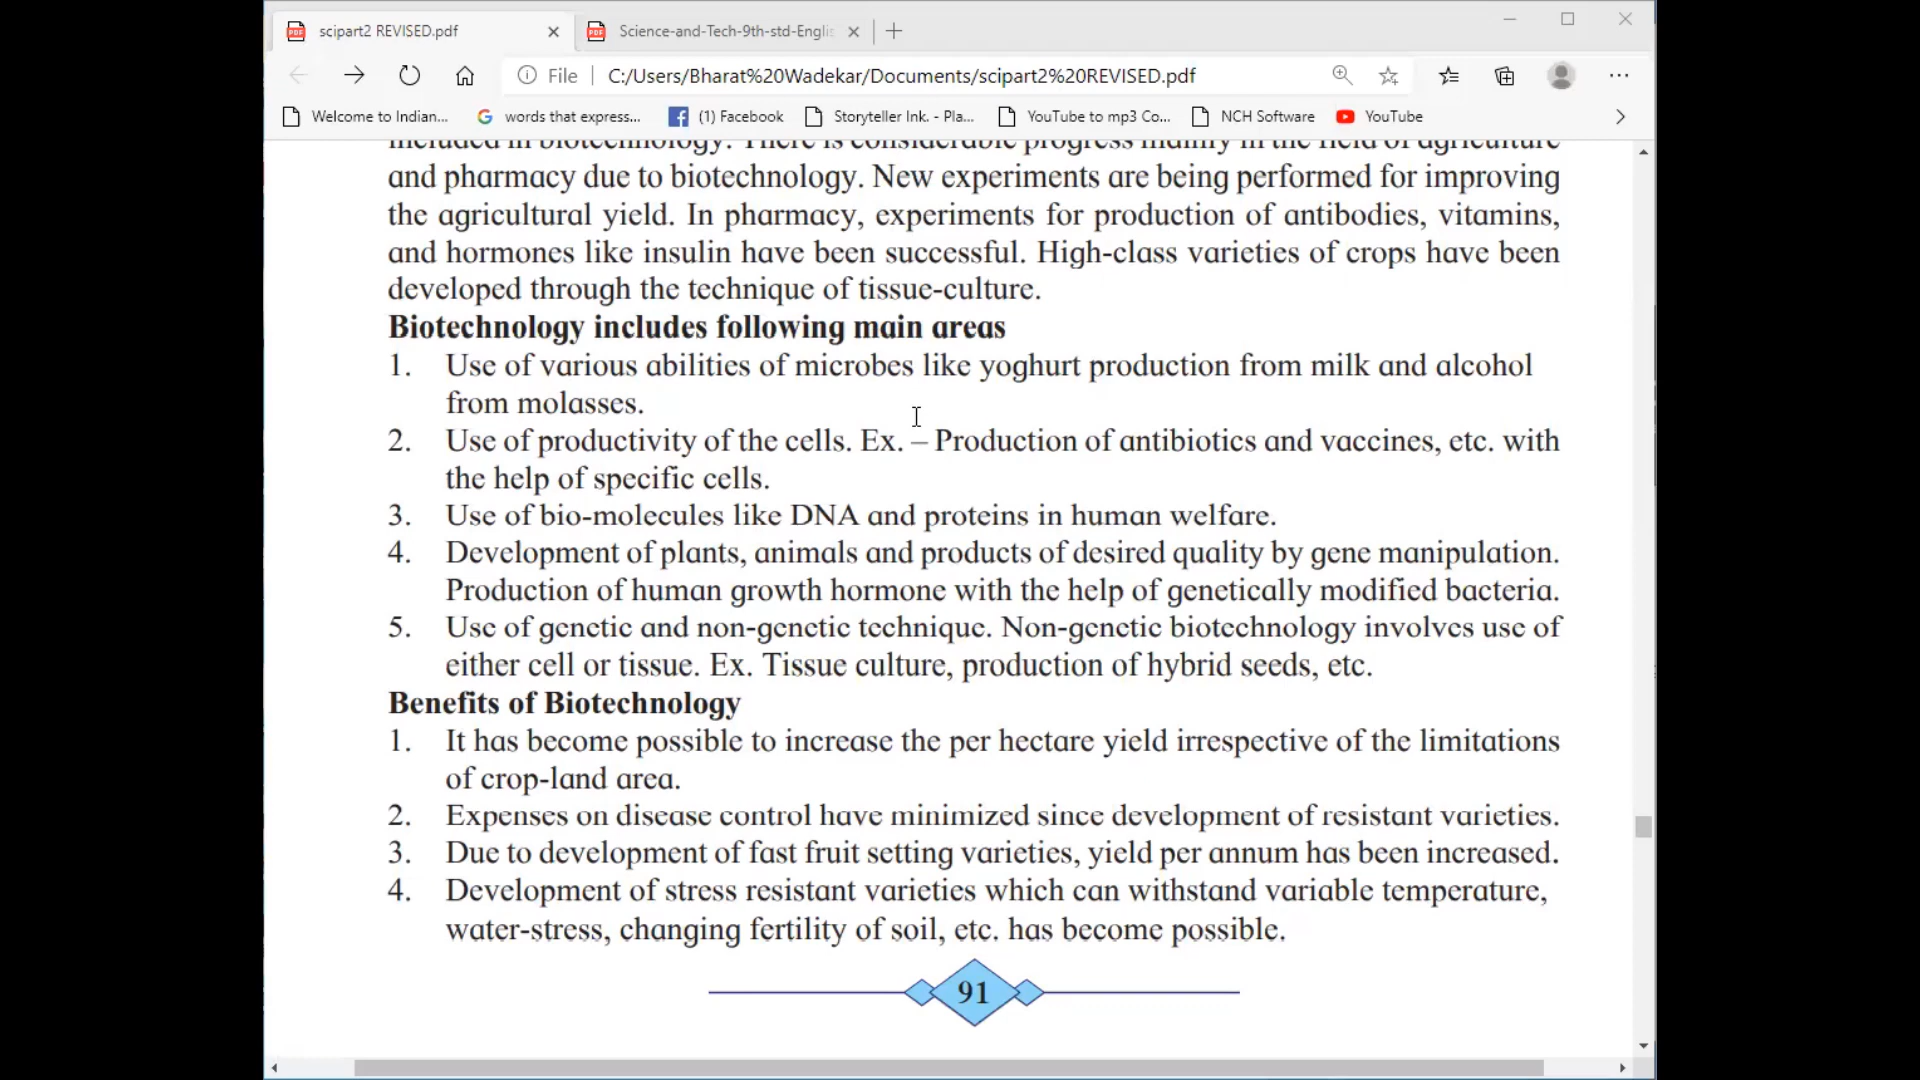 scipart2 REVISED.pdf
Science-and-Tech-9th-std-Englis
File
C:/Users/Bharat%20Wadekar/Documents/scipart2%20REVISED.pdf
Welcome to Indian... words that express... (1) Facebook Storyteller Ink. - Pla... YouTube to mp3 Co... NCH Software YouTube
included in biotechnology. There is considerable progress mainly in the field of agriculture
and pharmacy due to biotechnology. New experiments are being performed for improving
the agricultural yield. In pharmacy, experiments for production of antibodies, vitamins,
and hormones like insulin have been successful. High-class varieties of crops have been
developed through the technique of tissue-culture.
Biotechnology includes following main areas
1. Use of various abilities of microbes like yoghurt production from milk and alcohol
from molasses.
2. Use of productivity of the cells. Ex. – Production of antibiotics and vaccines, etc. with
the help of specific cells.
3. Use of bio-molecules like DNA and proteins in human welfare.
4. Development of plants, animals and products of desired quality by gene manipulation.
Production of human growth hormone with the help of genetically modified bacteria.
5. Use of genetic and non-genetic technique. Non-genetic biotechnology involves use of
either cell or tissue. Ex. Tissue culture, production of hybrid seeds, etc.
Benefits of Biotechnology
1. It has become possible to increase the per hectare yield irrespective of the limitations
of crop-land area.
2. Expenses on disease control have minimized since development of resistant varieties.
3. Due to development of fast fruit setting varieties, yield per annum has been increased.
4. Development of stress resistant varieties which can withstand variable temperature,
water-stress, changing fertility of soil, etc. has become possible.
91